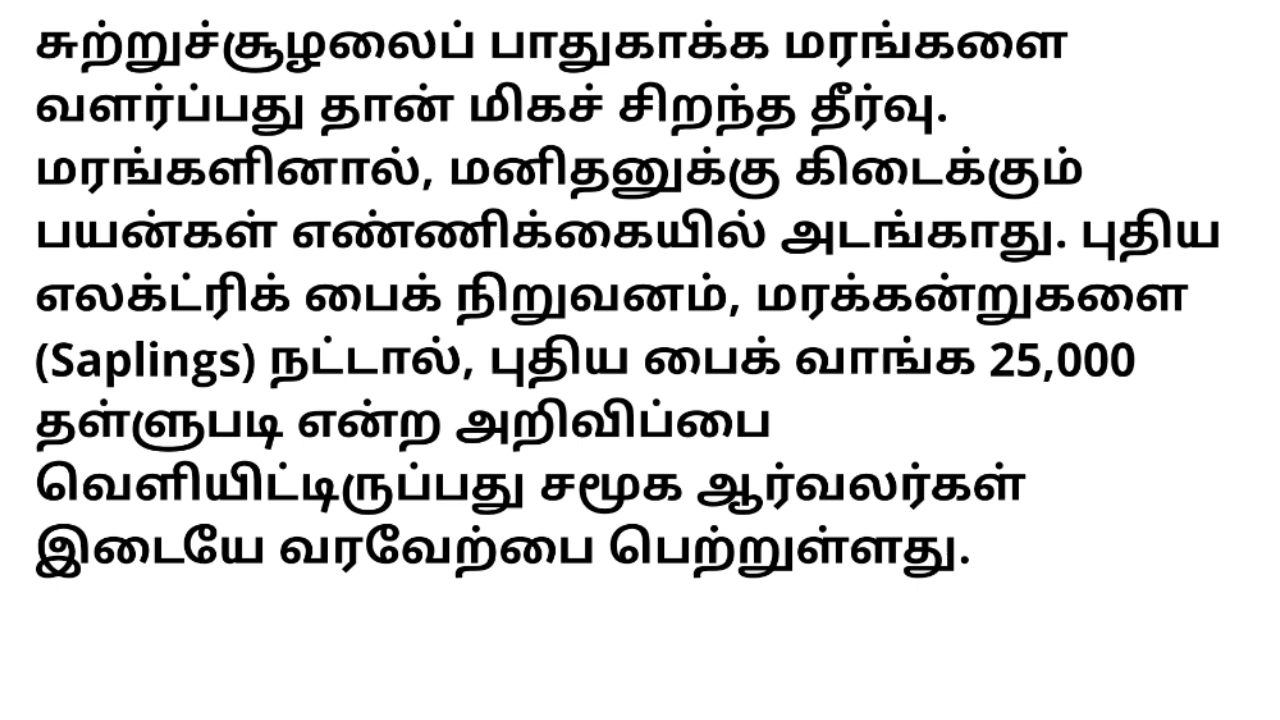 சுற்றுச்சூழலைப் பாதுகாக்க மரங்களை
வளர்ப்பது தான் மிகச் சிறந்த தீர்வு.
மரங்களினால், மனிதனுக்கு கிடைக்கும்
பயன்கள் எண்ணிக்கையில் அடங்காது. புதிய
எலக்ட்ரிக் பைக் நிறுவனம், மரக்கன்றுகளை
(Saplings) நட்டால், புதிய பைக் வாங்க 25,000
தள்ளுபடி என்ற அறிவிப்பை
வெளியிட்டிருப்பது சமூக ஆர்வலர்கள்
இடையே வரவேற்பை பெற்றுள்ளது.